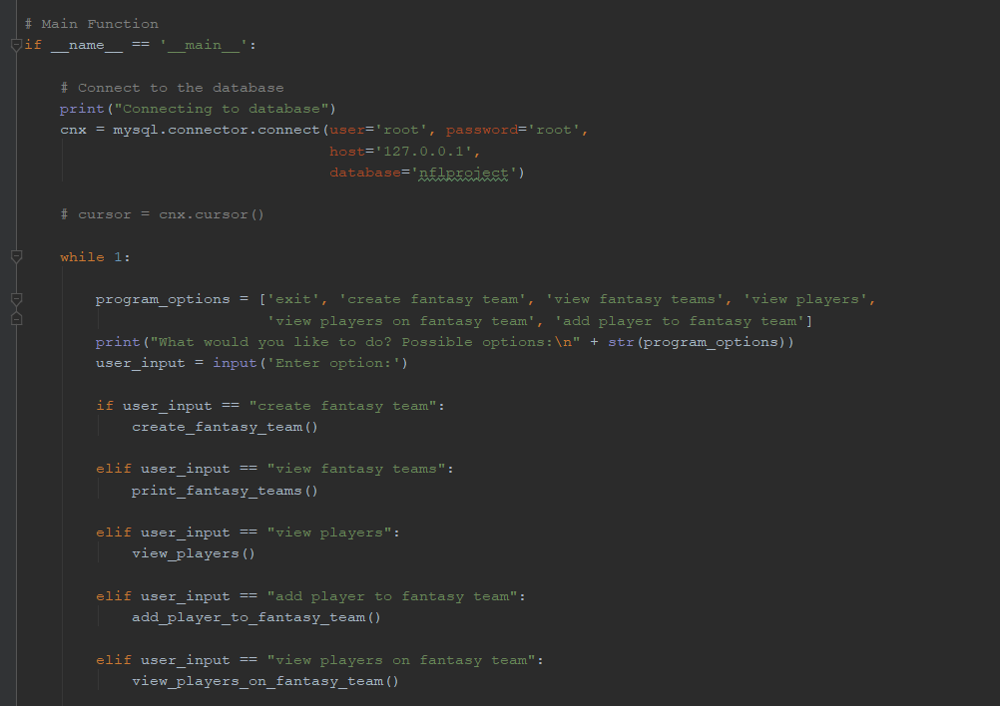 # Main Function
if __name__ == '__main__':
# Connect to the database
print("Connecting to database")
cnx = mysql.connector.connect(user='root', password='root',
host='127.0.0.1',
database='nflproject')
# cursor = cnx.cursor()
while 1:
program_options = ['exit', 'create fantasy team', 'view fantasy teams', 'view players',
'view players on fantasy team', 'add player to fantasy team']
print("What would you like to do? Possible options:\n" + str(program_options))
user_input = input('Enter option:')
if user_input == "create fantasy team":
create_fantasy_team()
elif user_input == "view fantasy teams":
print_fantasy_teams()
elif user_input == "view players":
view_players()
elif user_input == "add player to fantasy team":
add_player_to_fantasy_team()
elif user_input == "view players on fantasy team":
view_players_on_fantasy_team()